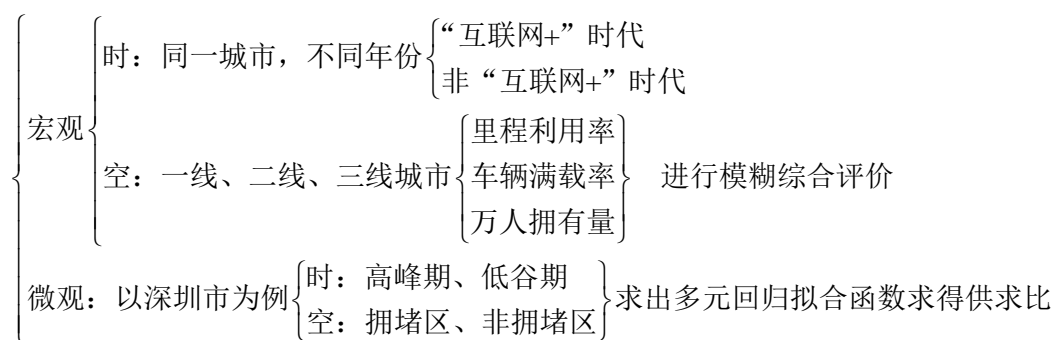 时：同一城市，不同年份
“互联网+”时代
非“互联网+”时代
宏观
空：一线、二线、三线城市
里程利用率
车辆满载率
万人拥有量
进行模糊综合评价
微观：以深圳市为例
时：高峰期、低谷期
空：拥堵区、非拥堵区
求出多元回归拟合函数求得供求比